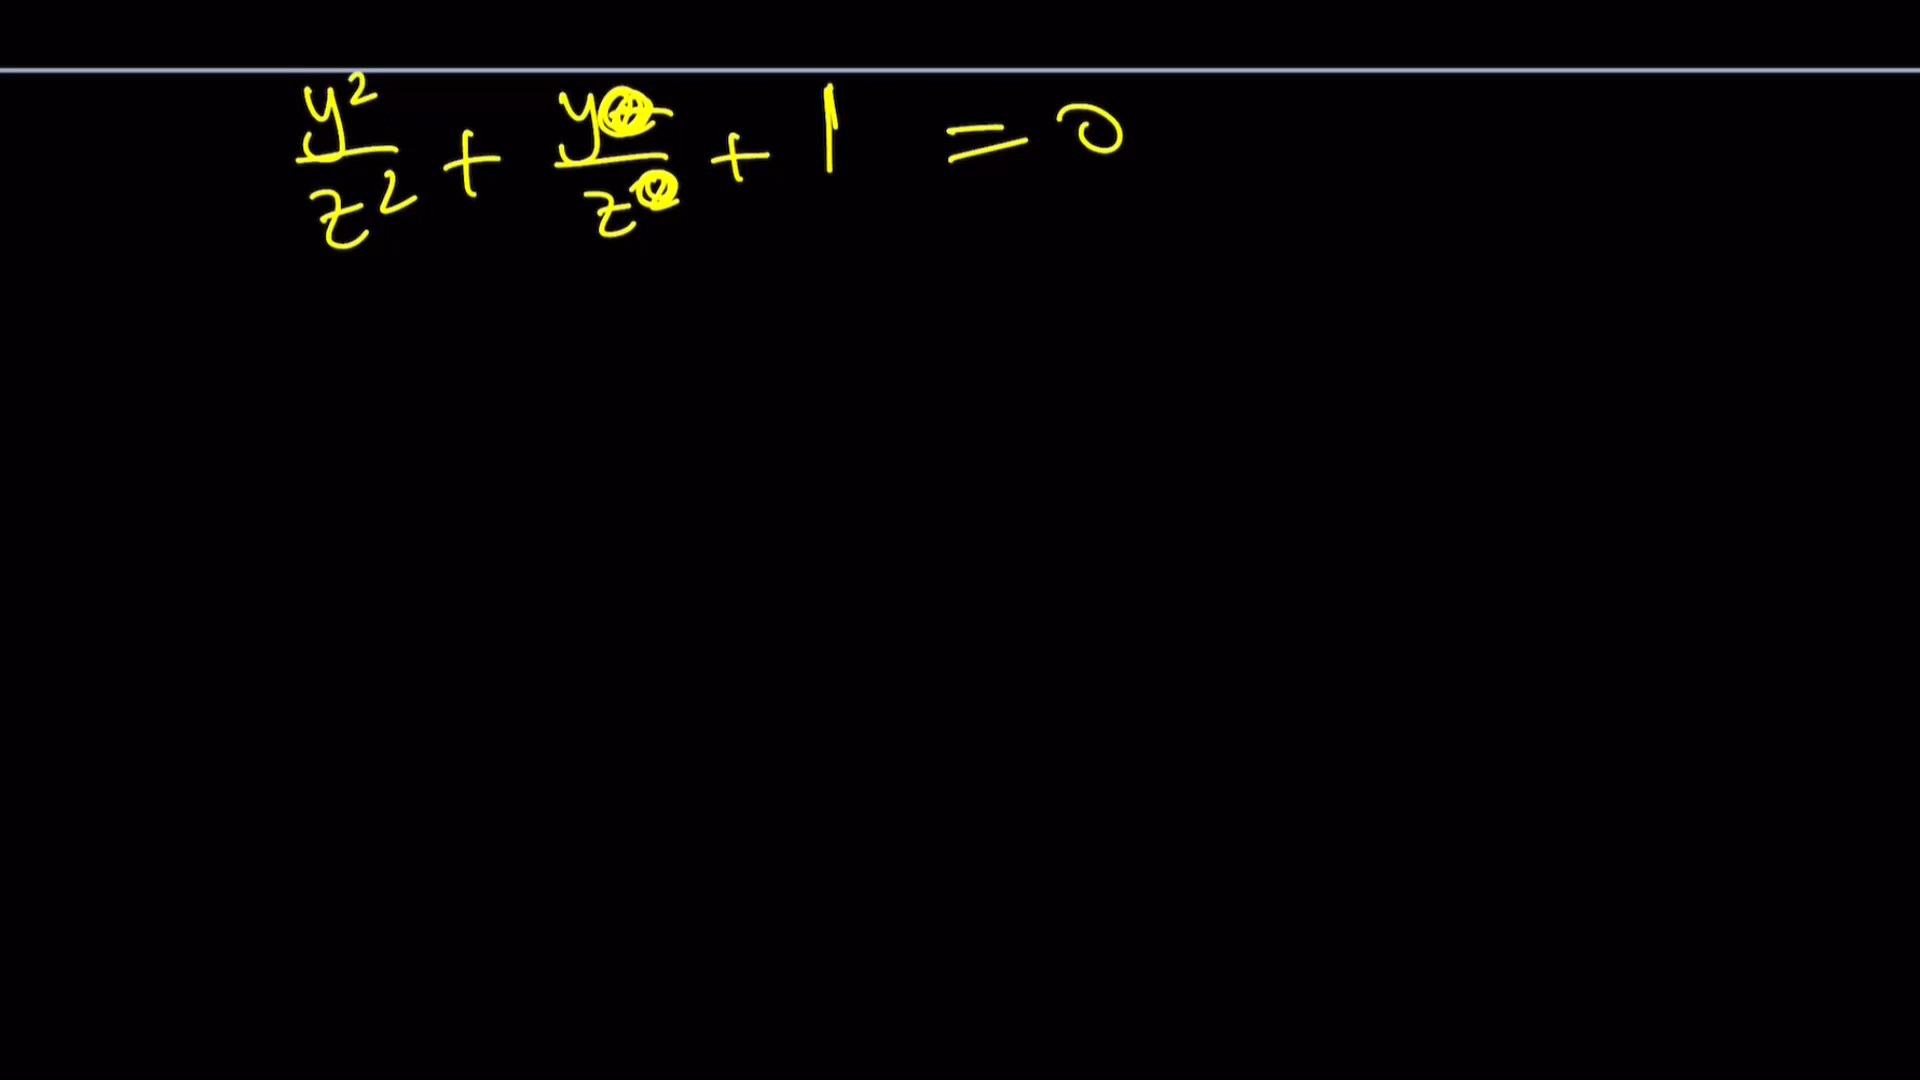 y²/z² + y/z + 1 = 0